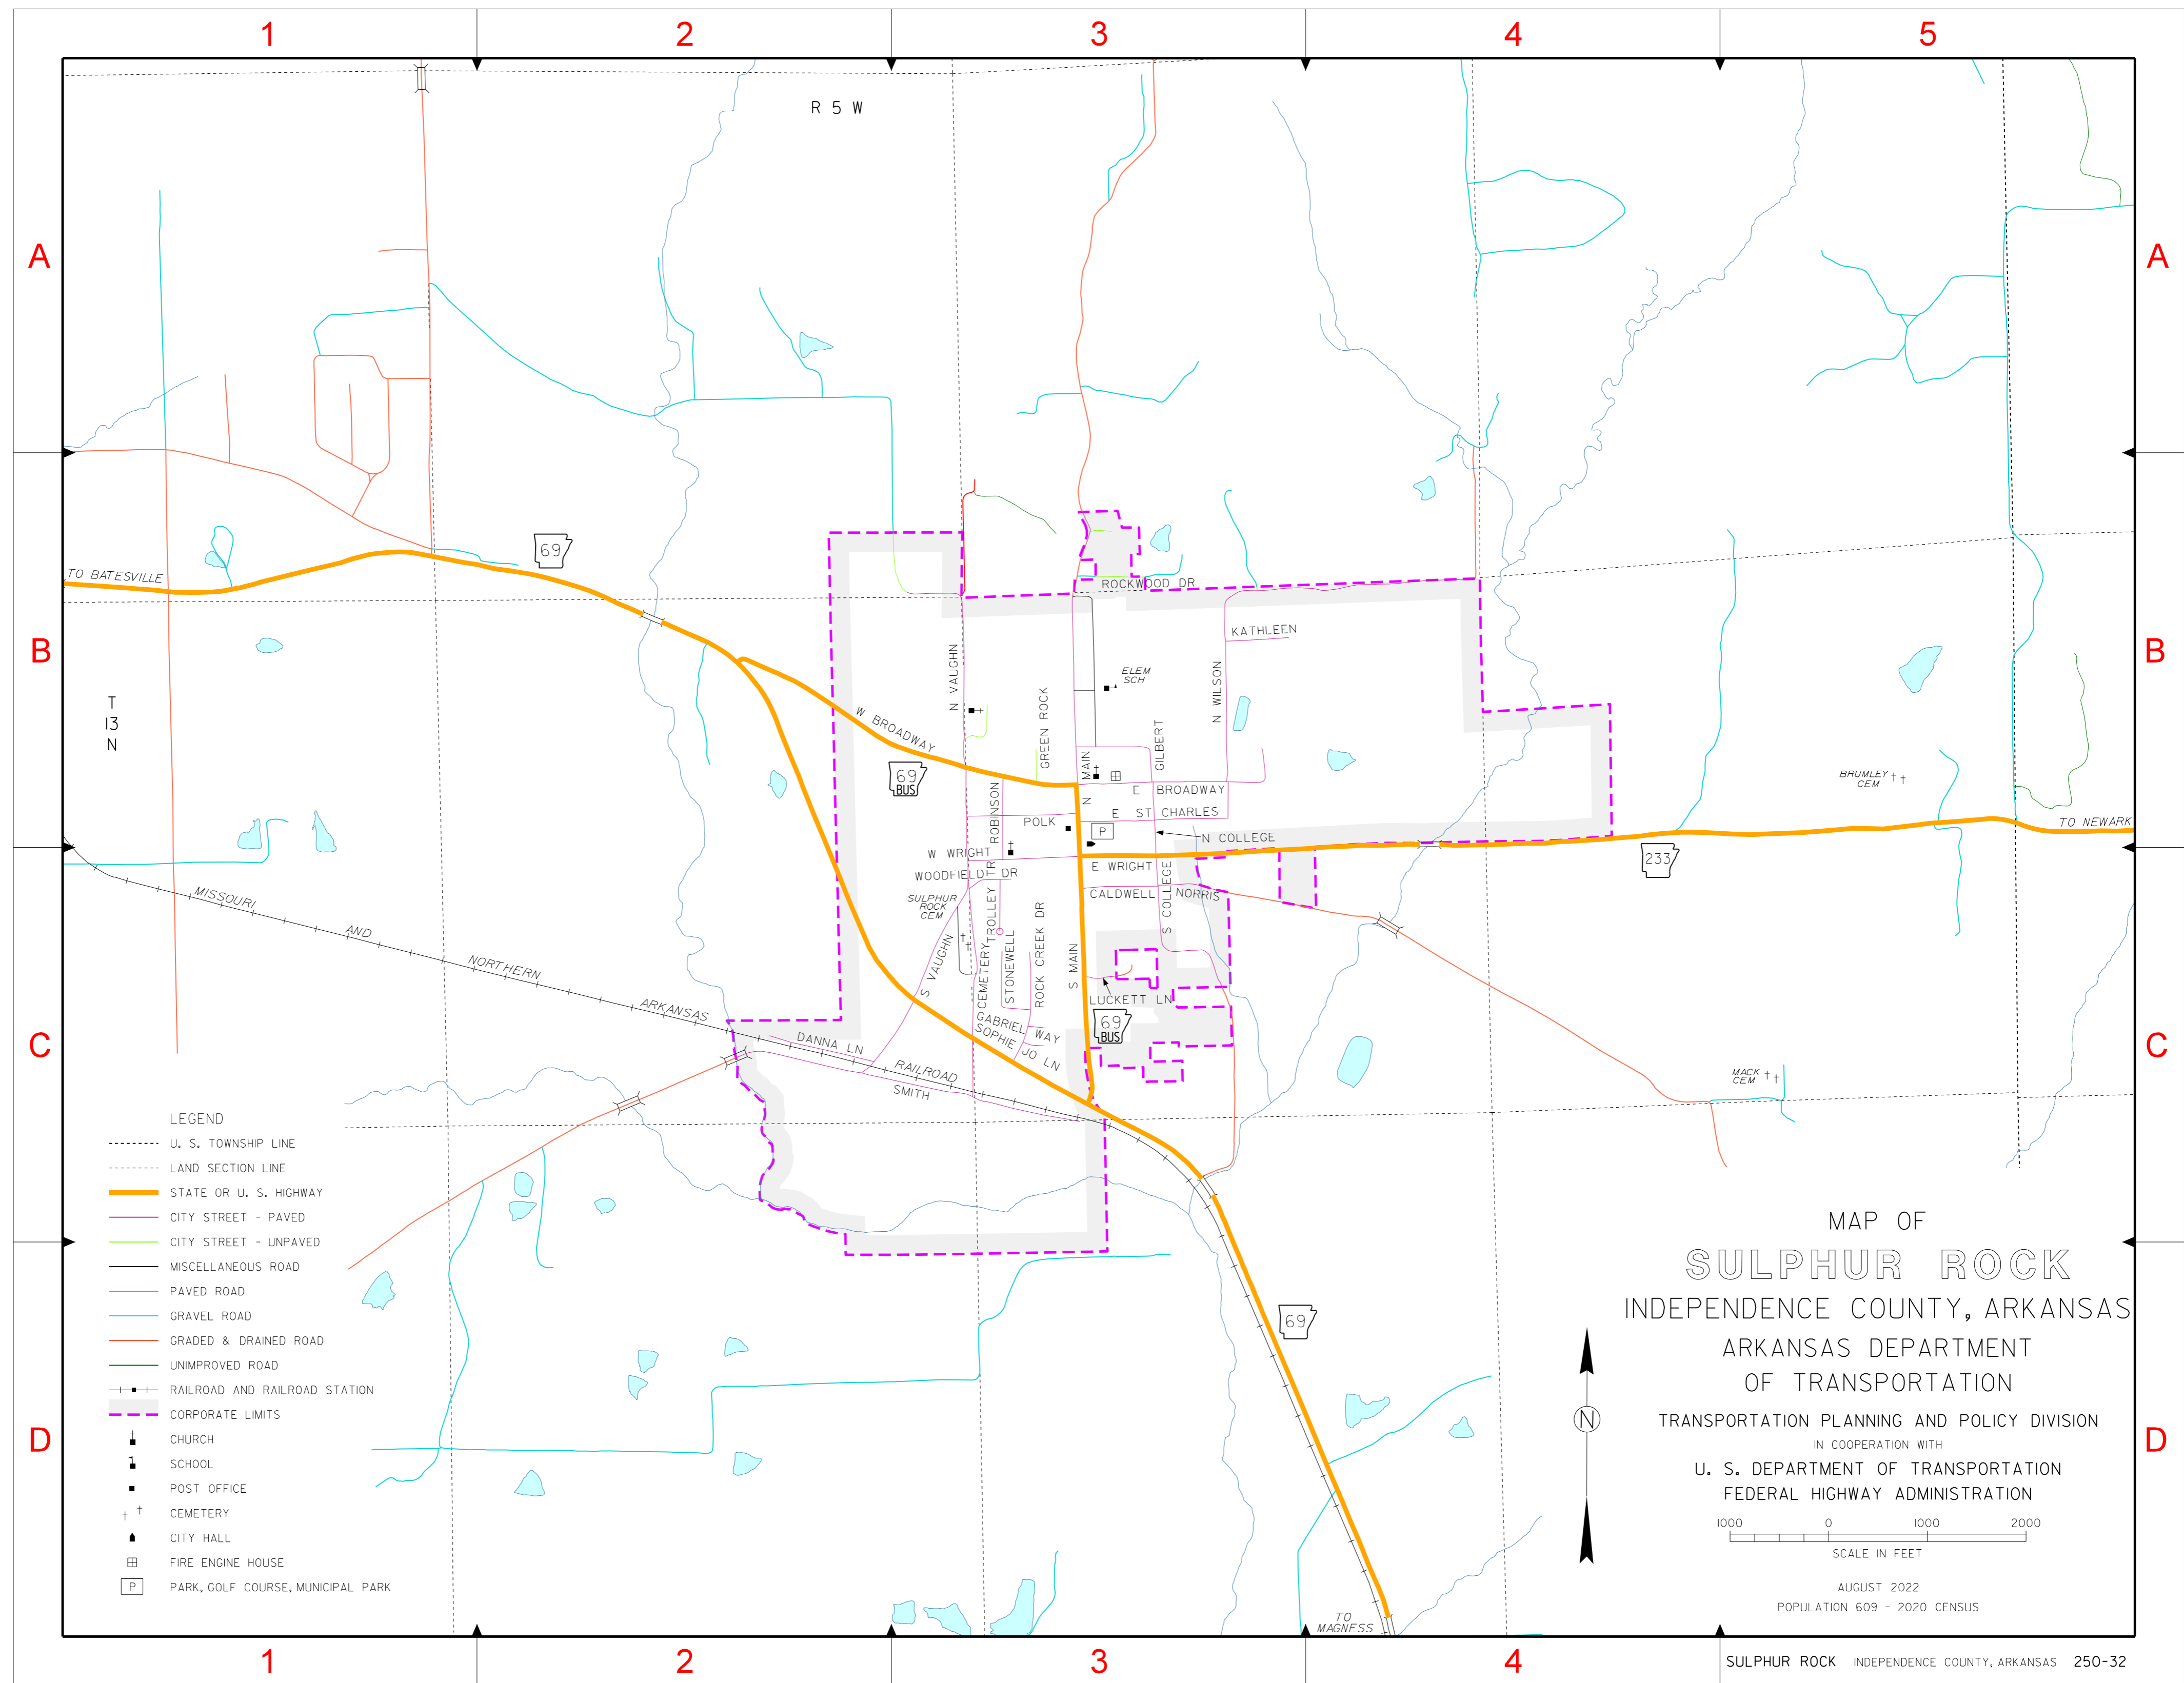 1 2 3 4 5
A A
B B
C C
D D
R 5 W
T
13
N
69
TO BATESVILLE
ROCKWOOD DR
KATHLEEN
N VAUGHN
ELEM
SCH
N WILSON
GREEN ROCK
W BROADWAY
GILBERT
N MAIN
69
BUS
ROBINSON
E BROADWAY
E ST CHARLES
POLK
P
N COLLEGE
BRUMLEY
CEM
TO NEWARK
233
W WRIGHT
E WRIGHT
WOODFIELD DR
TROLLEY TR
CALDWELL
NORRIS
S COLLEGE
SULPHUR
ROCK
CEM
S VAUGHN
CEMETERY
STONEWELL
ROCK CREEK DR
S MAIN
LUCKETT LN
69
BUS
GABRIEL WAY
SOPHIE JO LN
MISSOURI AND NORTHERN ARKANSAS RAILROAD
DANNA LN
SMITH
MACK
CEM
69
TO
MAGNESS
LEGEND
U. S. TOWNSHIP LINE
LAND SECTION LINE
STATE OR U. S. HIGHWAY
CITY STREET - PAVED
CITY STREET - UNPAVED
MISCELLANEOUS ROAD
PAVED ROAD
GRAVEL ROAD
GRADED & DRAINED ROAD
UNIMPROVED ROAD
RAILROAD AND RAILROAD STATION
CORPORATE LIMITS
CHURCH
SCHOOL
POST OFFICE
CEMETERY
CITY HALL
FIRE ENGINE HOUSE
P PARK, GOLF COURSE, MUNICIPAL PARK
N
MAP OF
SULPHUR ROCK
INDEPENDENCE COUNTY, ARKANSAS
ARKANSAS DEPARTMENT
OF TRANSPORTATION
TRANSPORTATION PLANNING AND POLICY DIVISION
IN COOPERATION WITH
U. S. DEPARTMENT OF TRANSPORTATION
FEDERAL HIGHWAY ADMINISTRATION
1000 0 1000 2000
SCALE IN FEET
AUGUST 2022
POPULATION 609 - 2020 CENSUS
1 2 3 4
SULPHUR ROCK INDEPENDENCE COUNTY, ARKANSAS 250-32